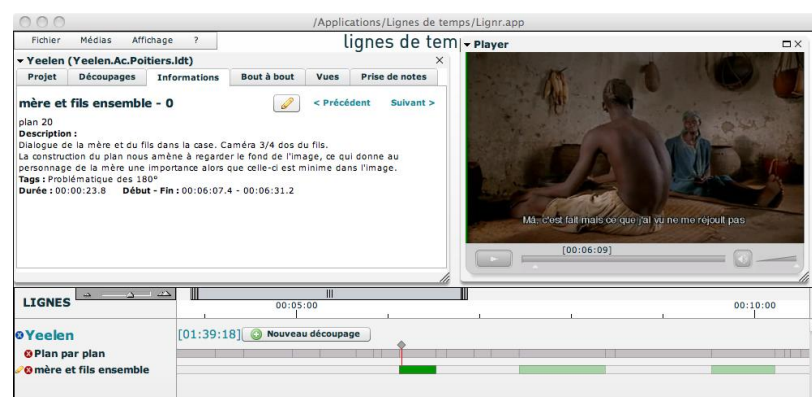 /Applications/Lignes de temps/Lignr.app
Fichier Médias Affichage ?
lignes de tem
Yeelen (Yeelen.Ac.Poitiers.ldt)
Projet Découpages Informations Bout à bout Vues Prise de notes
mère et fils ensemble - 0
< Précédent Suivant >
plan 20
Description :
Dialogue de la mère et du fils dans la case. Caméra 3/4 dos du fils.
La construction du plan nous amène à regarder le fond de l'image, ce qui donne au
personnage de la mère une importance alors que celle-ci est minime dans l'image.
Tags : Problématique des 180°
Durée : 00:00:23.8 Début - Fin : 00:06:07.4 - 00:06:31.2
Player
Mâ, c'est fait mais ce que j'ai vu ne me réjouit pas
[00:06:09]
LIGNES
00:05:00
00:10:00
Yeelen
[01:39:18] Nouveau découpage
Plan par plan
mère et fils ensemble